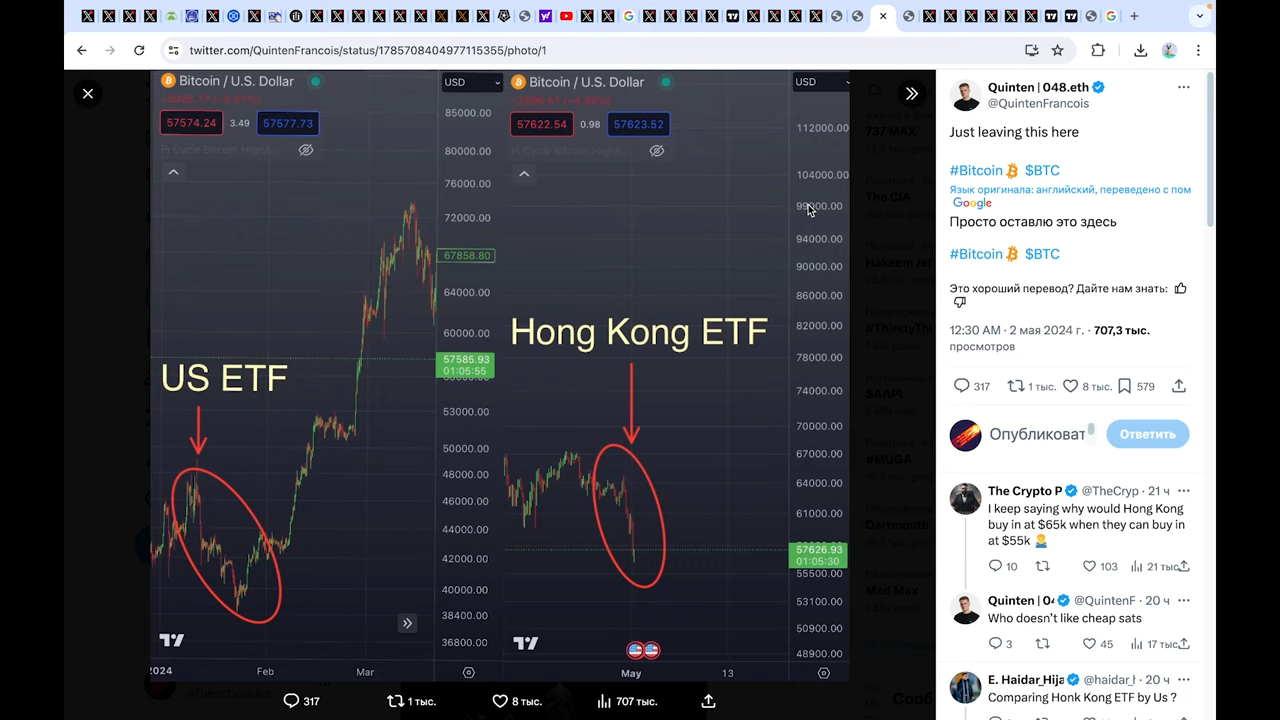 twitter.com/QuintenFrancois/status/1785708404977115355/photo/1
Bitcoin / U.S. Dollar
USD
57574.24
3.49
57577.73
85000.00
80000.00
76000.00
72000.00
67858.80
64000.00
60000.00
57585.93
01:05:55
53000.00
50000.00
48000.00
46000.00
44000.00
42000.00
40000.00
38400.00
36800.00
US ETF
2024
Feb
Mar
Bitcoin / U.S. Dollar
USD
57622.54
0.98
57623.52
112000.00
104000.00
94000.00
90000.00
86000.00
82000.00
78000.00
74000.00
70000.00
67000.00
64000.00
61000.00
57626.93
01:05:30
55500.00
53100.00
50900.00
48900.00
Hong Kong ETF
May
13
317
1 тыс.
8 тыс.
707 тыс.
Quinten | 048.eth
@QuintenFrancois
Just leaving this here
#Bitcoin $BTC
Язык оригинала: английский, переведено с пом
Google
Просто оставлю это здесь
#Bitcoin $BTC
Это хороший перевод? Дайте нам знать:
12:30 AM · 2 мая 2024 г. · 707,3 тыс.
просмотров
317
1 тыс.
8 тыс.
579
Опубликоват
Ответить
The Crypto P @TheCryp · 21 ч
I keep saying why would Hong Kong
buy in at $65k when they can buy in
at $55k
10
103
21 тыс
Quinten | 04 @QuintenF · 20 ч
Who doesn't like cheap sats
3
45
17 тыс
E. Haidar_Hija @haidar_h · 20 ч
Comparing Honk Kong ETF by Us ?